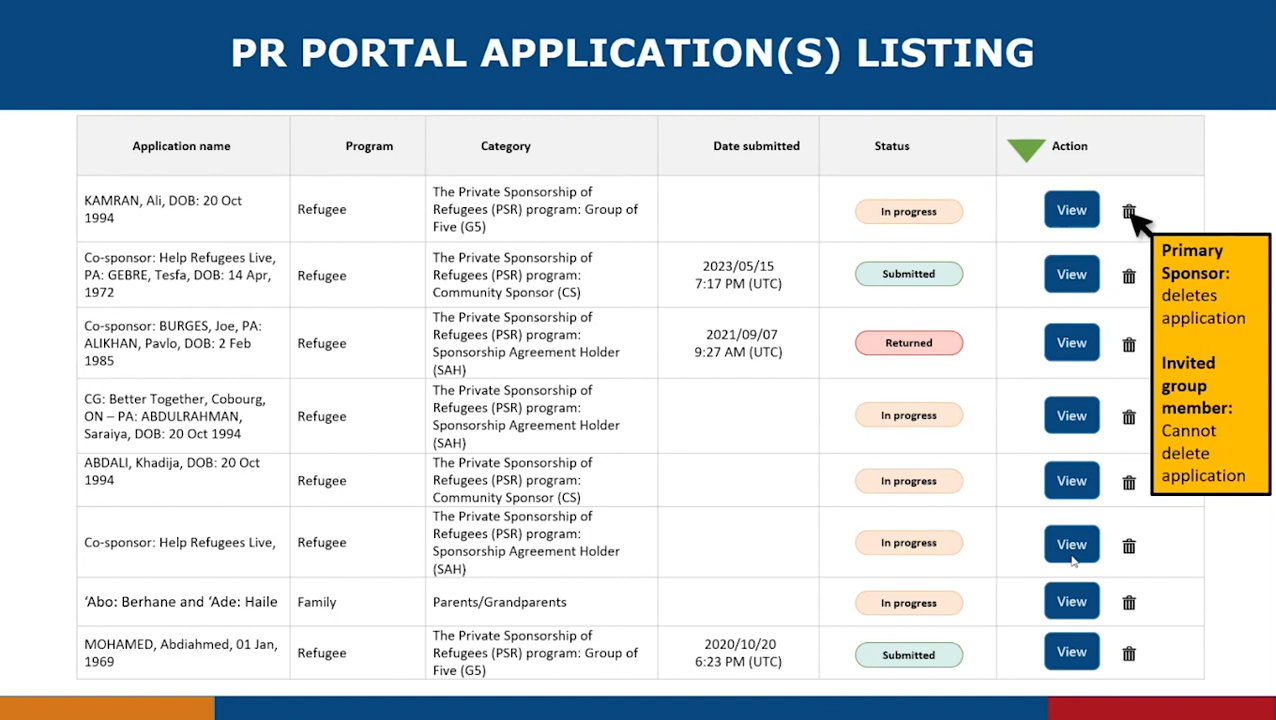 PR PORTAL APPLICATION(S) LISTING
Application name
Program
Category
Date submitted
Status
Action
KAMRAN, Ali, DOB: 20 Oct
1994
Refugee
The Private Sponsorship of
Refugees (PSR) program: Group of
Five (G5)
In progress
View
Co-sponsor: Help Refugees Live,
PA: GEBRE, Tesfa, DOB: 14 Apr,
1972
Refugee
The Private Sponsorship of
Refugees (PSR) program:
Community Sponsor (CS)
2023/05/15
7:17 PM (UTC)
Submitted
View
Co-sponsor: BURGES, Joe, PA:
ALIKHAN, Pavlo, DOB: 2 Feb
1985
Refugee
The Private Sponsorship of
Refugees (PSR) program:
Sponsorship Agreement Holder
(SAH)
2021/09/07
9:27 AM (UTC)
Returned
View
CG: Better Together, Cobourg,
ON – PA: ABDULRAHMAN,
Saraiya, DOB: 20 Oct 1994
Refugee
The Private Sponsorship of
Refugees (PSR) program:
Sponsorship Agreement Holder
(SAH)
In progress
View
ABDALI, Khadija, DOB: 20 Oct
1994
Refugee
The Private Sponsorship of
Refugees (PSR) program:
Community Sponsor (CS)
In progress
View
Co-sponsor: Help Refugees Live,
Refugee
The Private Sponsorship of
Refugees (PSR) program:
Sponsorship Agreement Holder
(SAH)
In progress
View
‘Abo: Berhane and ‘Ade: Haile
Family
Parents/Grandparents
In progress
View
MOHAMED, Abdiahmed, 01 Jan,
1969
Refugee
The Private Sponsorship of
Refugees (PSR) program: Group of
Five (G5)
2020/10/20
6:23 PM (UTC)
Submitted
View
Primary
Sponsor:
deletes
application
Invited
group
member:
Cannot
delete
application